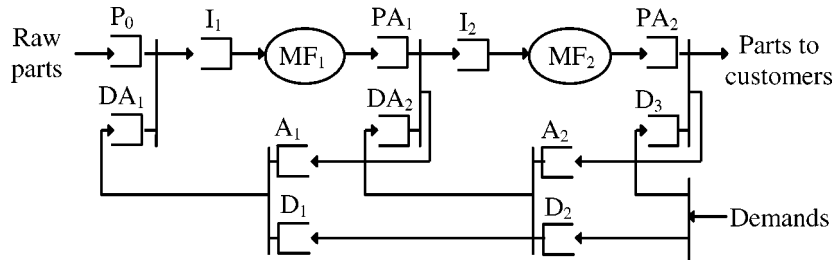 P₀ I₁ PA₁ I₂ PA₂
Raw parts
MF₁
MF₂
Parts to customers
DA₁ DA₂ D₃
A₁ A₂
D₁ D₂
Demands